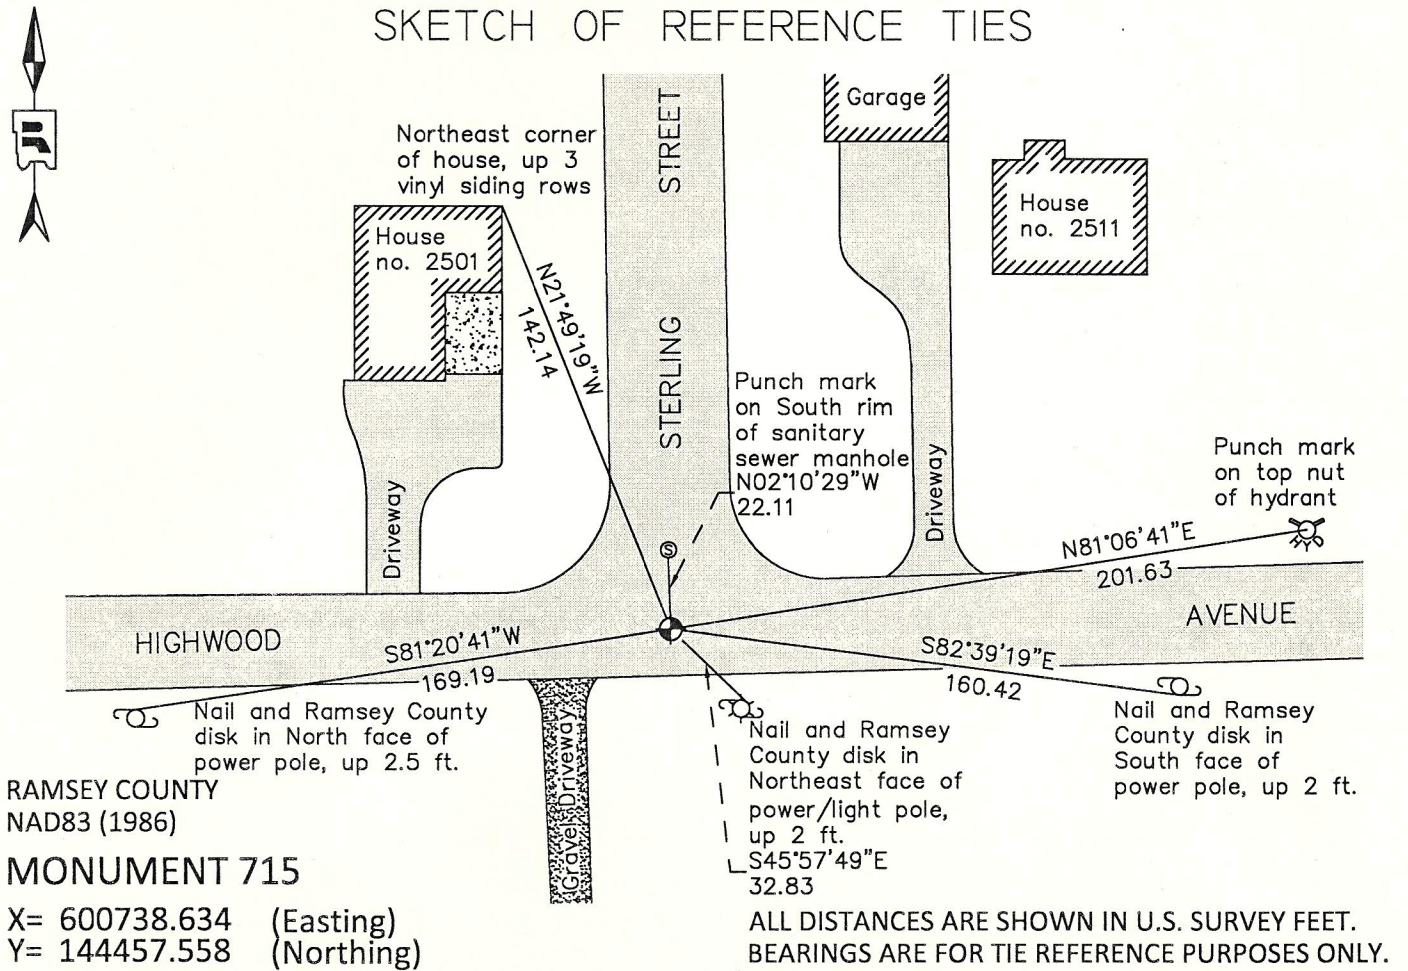 SKETCH OF REFERENCE TIES
Garage
Northeast corner
of house, up 3
vinyl siding rows
STERLING STREET
House
no. 2511
House
no. 2501
N21°49'19"W
142.14
Punch mark
on South rim
of sanitary
sewer manhole
N02°10'29"W
22.11
Driveway
Driveway
Punch mark
on top nut
of hydrant
S
N81°06'41"E
201.63
HIGHWOOD AVENUE
S81°20'41"W
169.19
S82°39'19"E
160.42
Nail and Ramsey County
disk in North face of
power pole, up 2.5 ft.
Gravel Driveway
Nail and Ramsey
County disk in
Northeast face of
power/light pole,
up 2 ft.
S45°57'49"E
32.83
Nail and Ramsey
County disk in
South face of
power pole, up 2 ft.
RAMSEY COUNTY
NAD83 (1986)
MONUMENT 715
X= 600738.634 (Easting)
Y= 144457.558 (Northing)
ALL DISTANCES ARE SHOWN IN U.S. SURVEY FEET.
BEARINGS ARE FOR TIE REFERENCE PURPOSES ONLY.